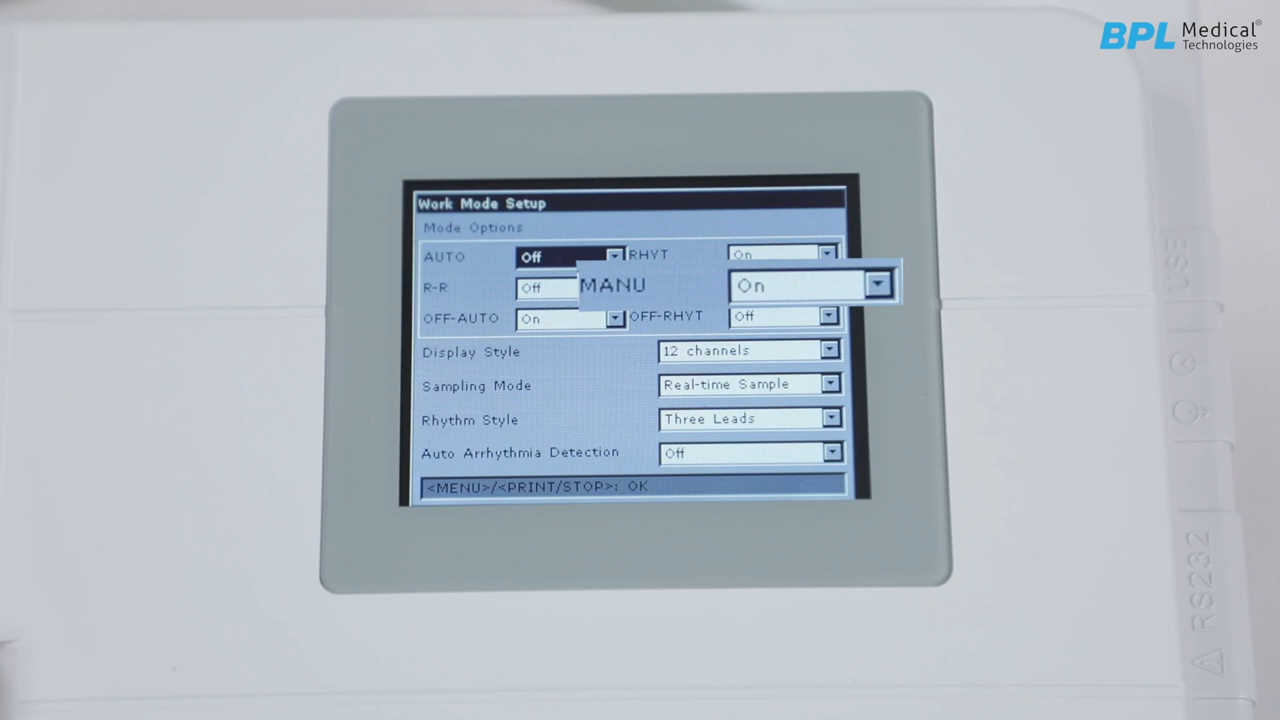 BPL Medical®
Technologies
Work Mode Setup
Mode Options
AUTO Off RHYT On
R-R Off MANU On
OFF-AUTO On OFF-RHYT Off
Display Style 12 channels
Sampling Mode Real-time Sample
Rhythm Style Three Leads
Auto Arrhythmia Detection Off
<MENU>/<PRINT/STOP>: OK
USB
RS232